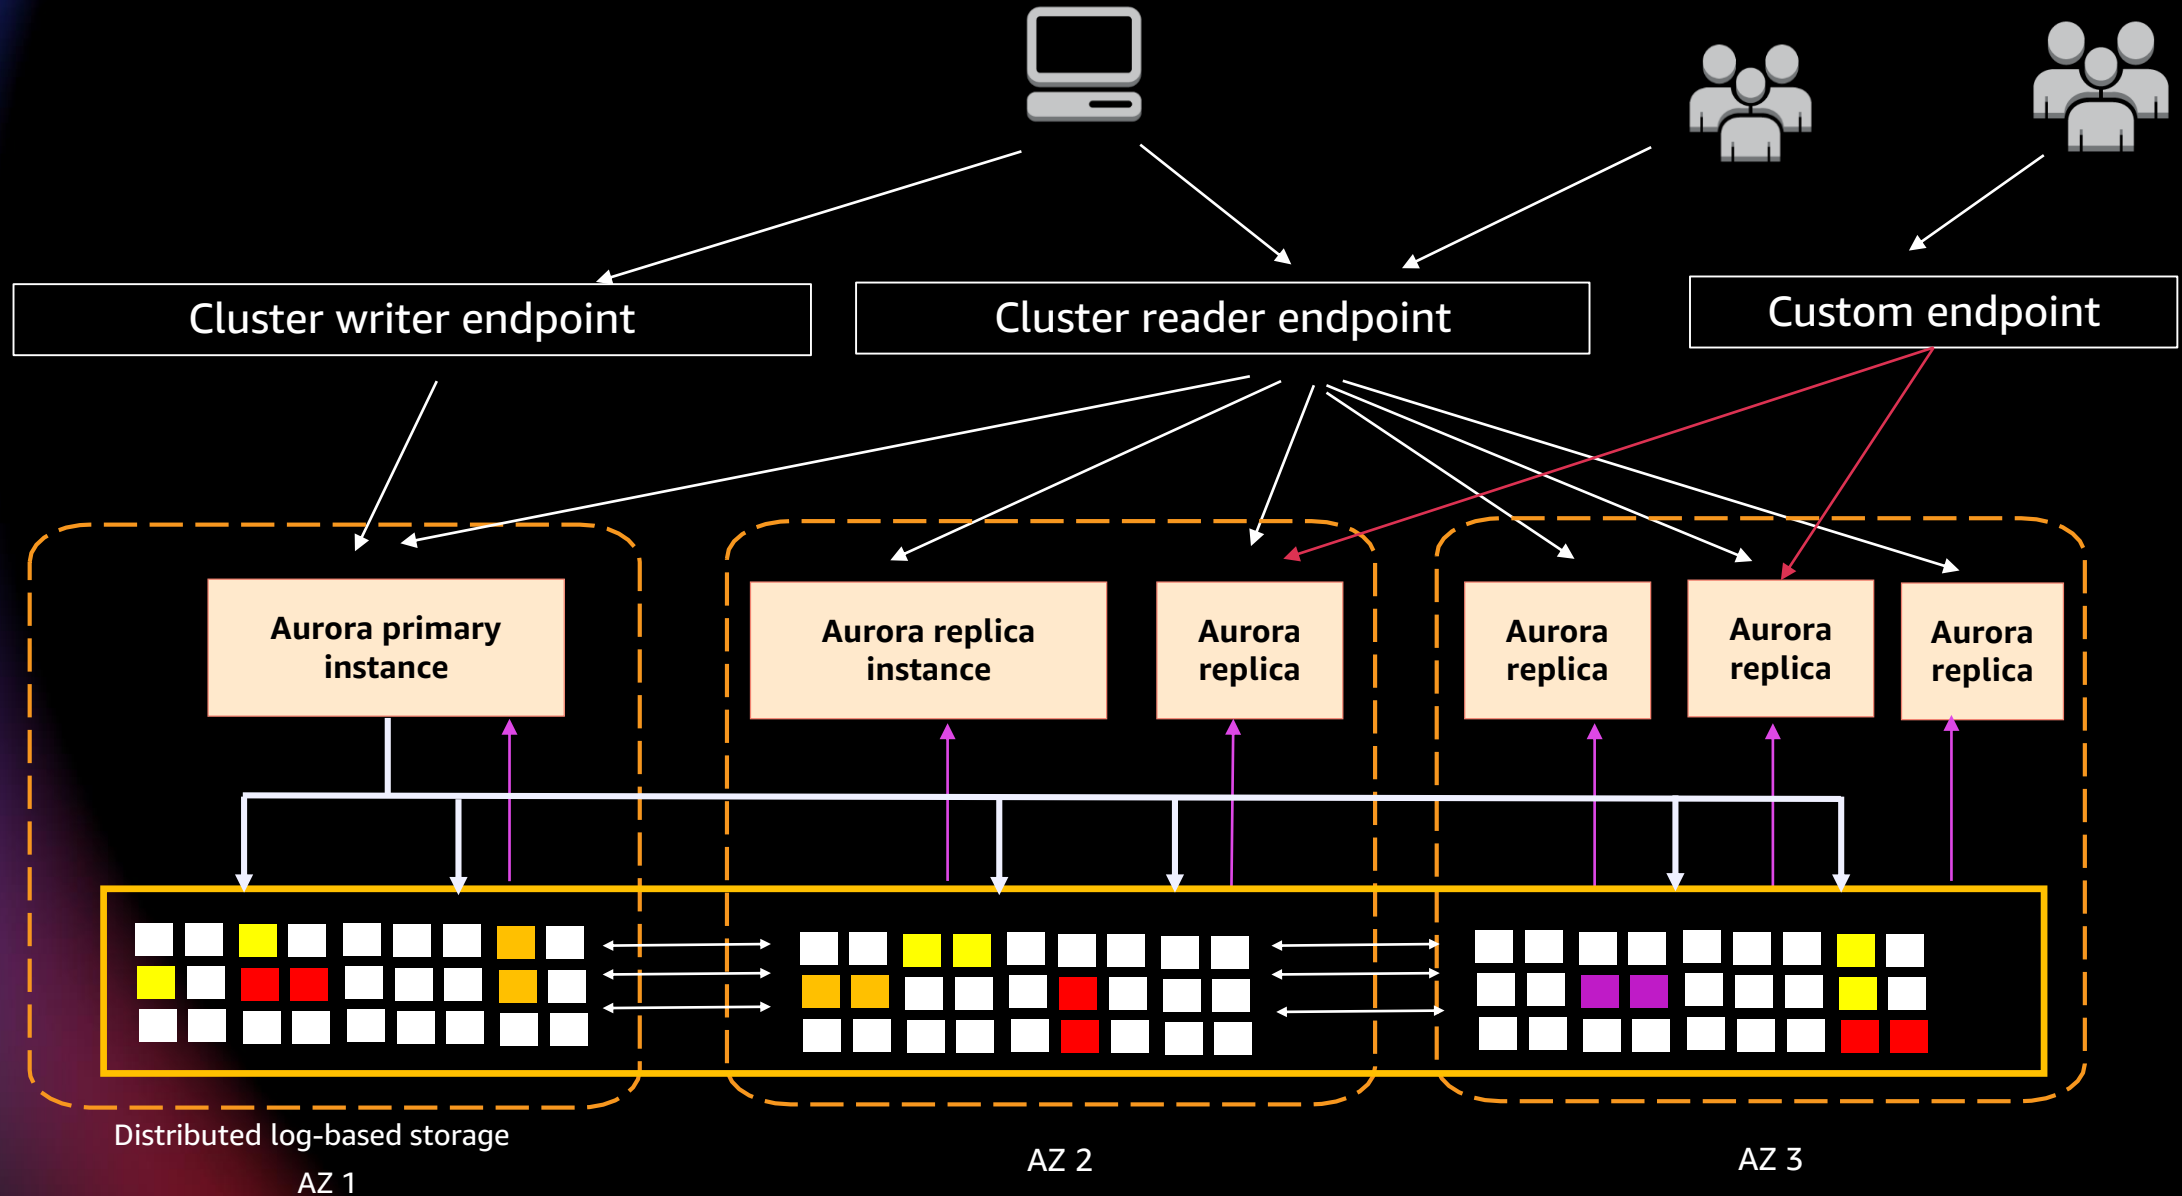 Cluster writer endpoint
Cluster reader endpoint
Custom endpoint
Aurora primary
instance
Aurora replica
instance
Aurora
replica
Aurora
replica
Aurora
replica
Aurora
replica
Distributed log-based storage
AZ 1
AZ 2
AZ 3